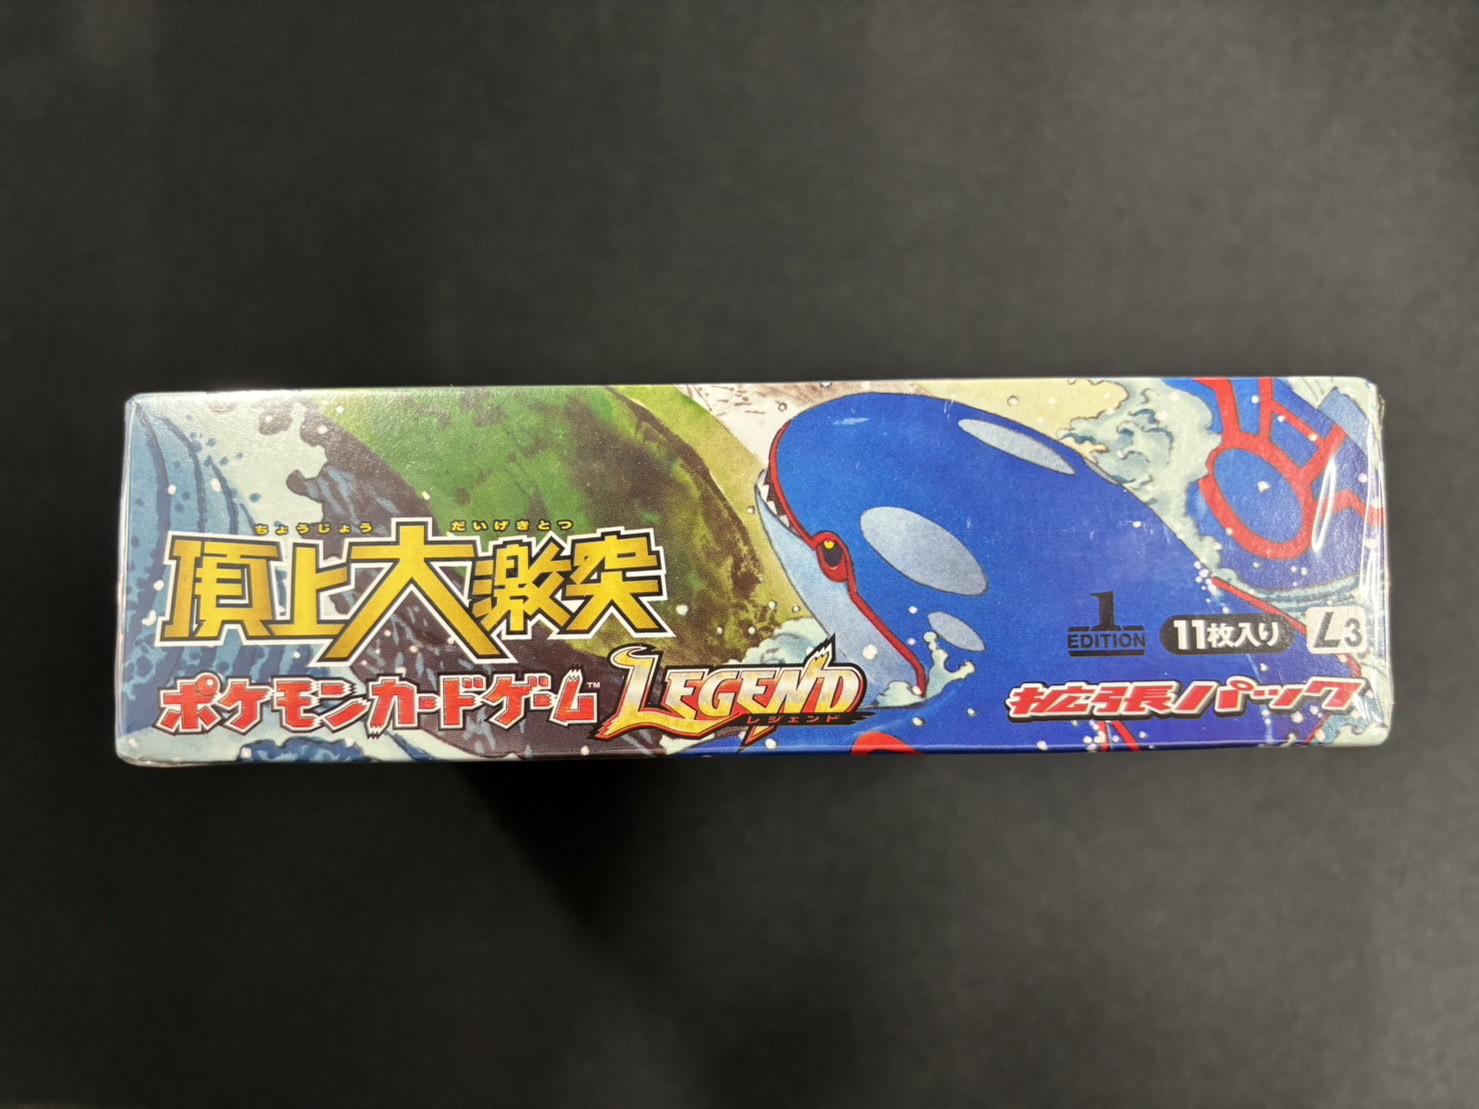 ちょうじょう だいげきとつ
頂上大激突
ポケモンカードゲーム™ LEGEND
レジェンド
1
EDITION
11枚入り
L3
拡張パック